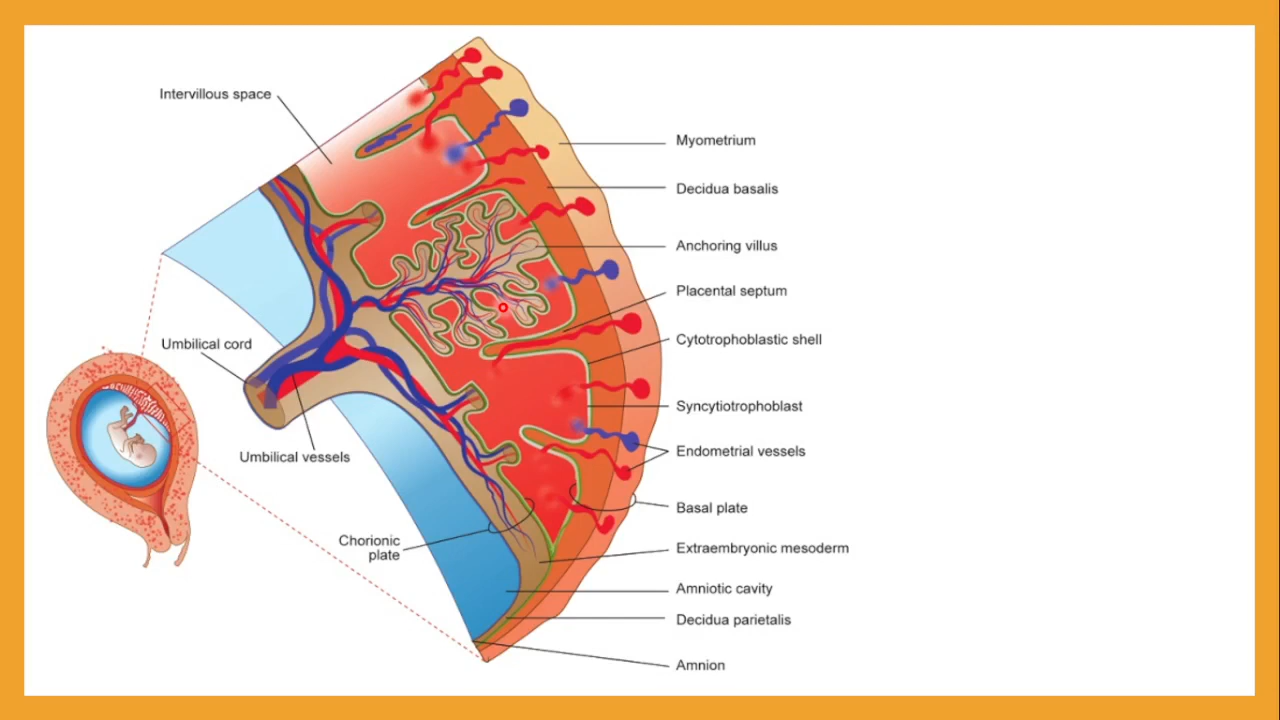 Intervillous space
Umbilical cord
Umbilical vessels
Chorionic
plate
Myometrium
Decidua basalis
Anchoring villus
Placental septum
Cytotrophoblastic shell
Syncytiotrophoblast
Endometrial vessels
Basal plate
Extraembryonic mesoderm
Amniotic cavity
Decidua parietalis
Amnion